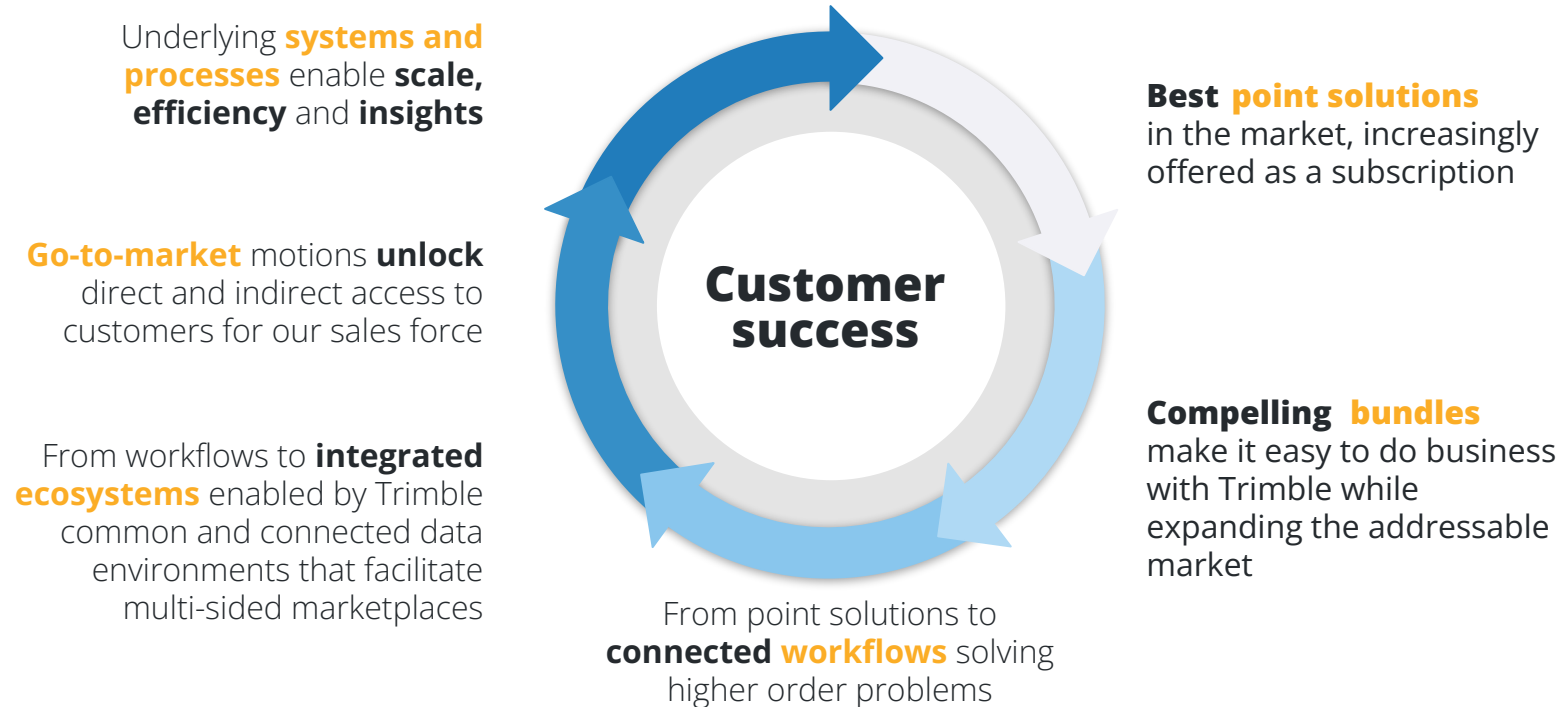 Underlying systems and
processes enable scale,
efficiency and insights
Go-to-market motions unlock
direct and indirect access to
customers for our sales force
From workflows to integrated
ecosystems enabled by Trimble
common and connected data
environments that facilitate
multi-sided marketplaces
Customer
success
From point solutions to
connected workflows solving
higher order problems
Best point solutions
in the market, increasingly
offered as a subscription
Compelling bundles
make it easy to do business
with Trimble while
expanding the addressable
market